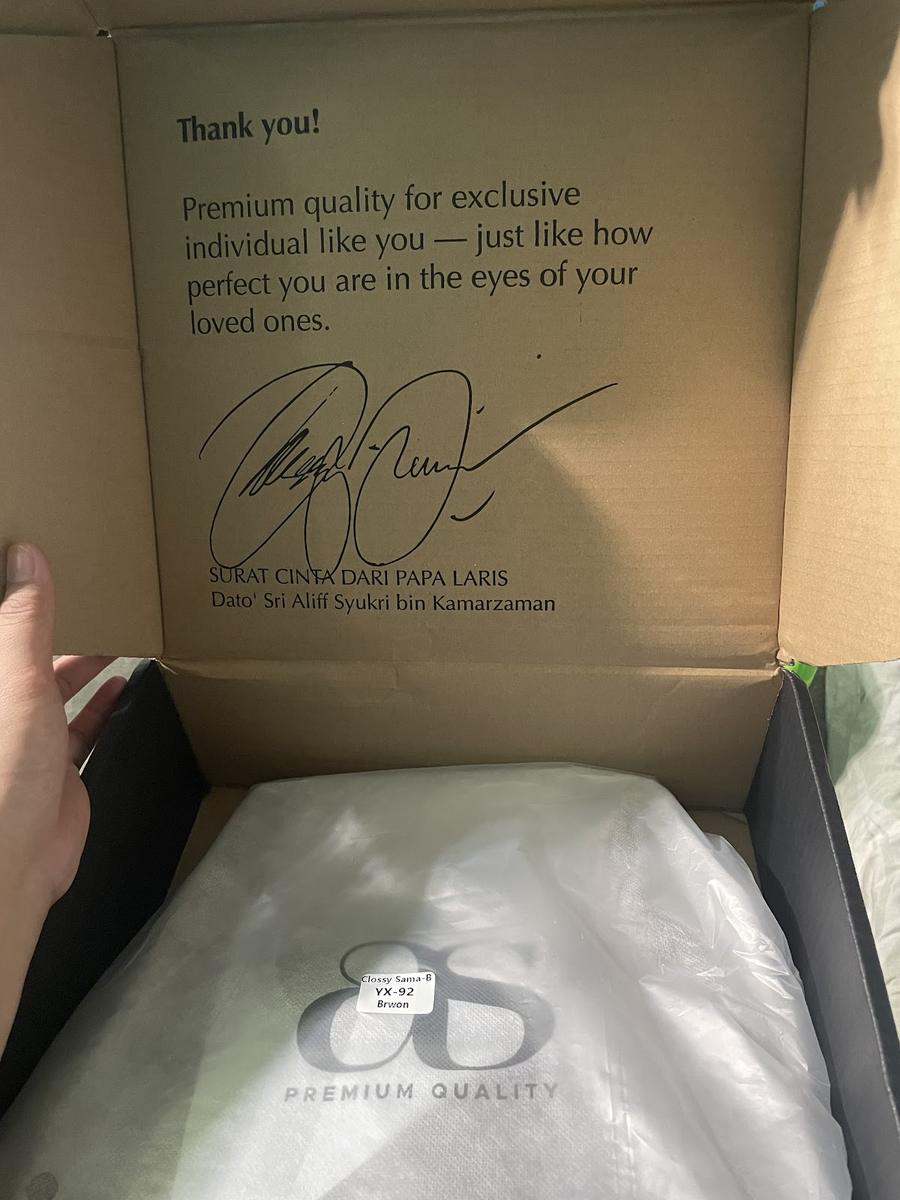 Thank you!
Premium quality for exclusive
individual like you — just like how
perfect you are in the eyes of your
loved ones.
SURAT CINTA DARI PAPA LARIS
Dato' Sri Aliff Syukri bin Kamarzaman
as
Clossy Sama-B
YX-92
Brwon
PREMIUM QUALITY